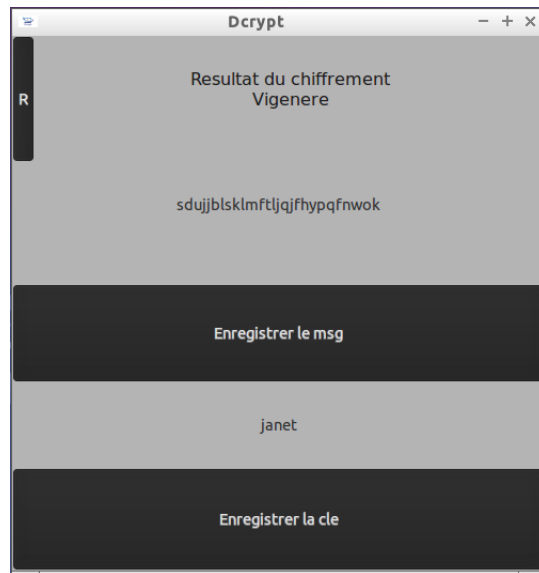 Dcrypt
Resultat du chiffrement
Vigenere
R
sdujjblsklmftljqjfhypqfnwok
Enregistrer le msg
janet
Enregistrer la cle